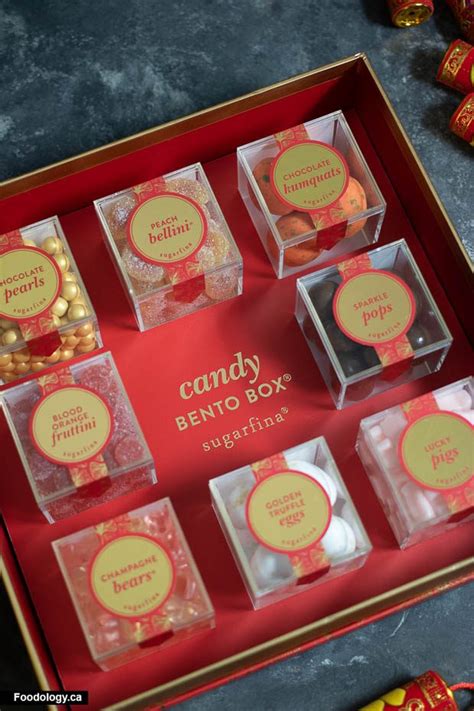 CHOCOLATE
pearls
sugarfina
PEACH
bellini
sugarfina
CHOCOLATE
kumquats
sugarfina
SPARKLE
pops
sugarfina
candy
BENTO BOX®
sugarfina®
BLOOD
ORANGE
fruttini
sugarfina
LUCKY
pigs
sugarfina
GOLDEN
TRUFFLE
eggs
sugarfina
CHAMPAGNE
bears®
sugarfina
Foodology.ca